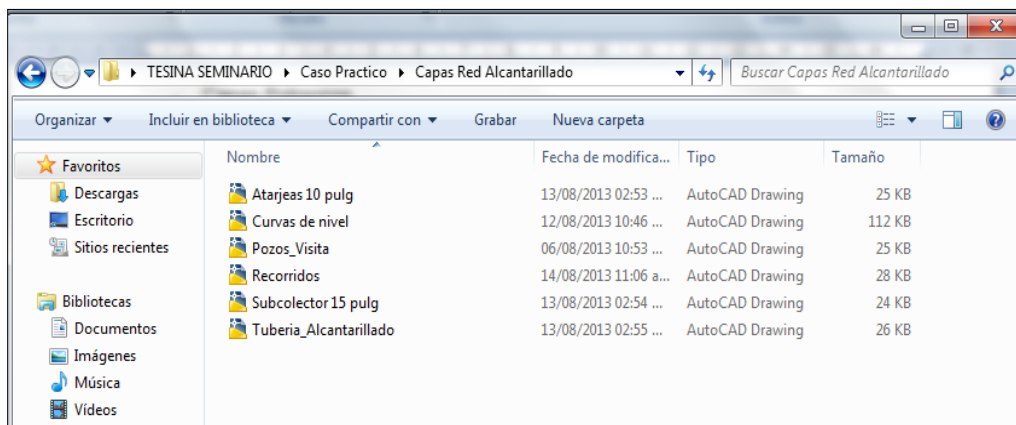 TESINA SEMINARIO Caso Practico Capas Red Alcantarillado Buscar Capas Red Alcantarillado
Organizar Incluir en biblioteca Compartir con Grabar Nueva carpeta
Favoritos Nombre Fecha de modifica... Tipo Tamaño
Descargas Atarjeas 10 pulg 13/08/2013 02:53 ... AutoCAD Drawing 25 KB
Escritorio Curvas de nivel 12/08/2013 10:46 ... AutoCAD Drawing 112 KB
Sitios recientes Pozos_Visita 06/08/2013 10:53 ... AutoCAD Drawing 25 KB
Recorridos 14/08/2013 11:06 a... AutoCAD Drawing 28 KB
Bibliotecas Subcolector 15 pulg 13/08/2013 02:54 ... AutoCAD Drawing 24 KB
Documentos Tuberia_Alcantarillado 13/08/2013 02:55 ... AutoCAD Drawing 26 KB
Imágenes
Música
Vídeos